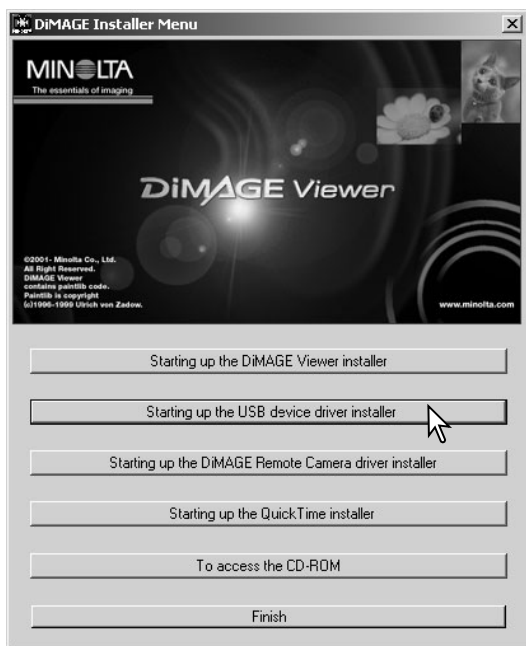 DiMAGE Installer Menu
MINOLTA
The essentials of imaging
DiMAGE Viewer
©2001- Minolta Co., Ltd.
All Right Reserved.
DiMAGE Viewer
contains paintlib code.
Paintlib is copyright
(c)1996-1999 Ulrich von Zadow.
www.minolta.com
Starting up the DiMAGE Viewer installer
Starting up the USB device driver installer
Starting up the DiMAGE Remote Camera driver installer
Starting up the QuickTime installer
To access the CD-ROM
Finish